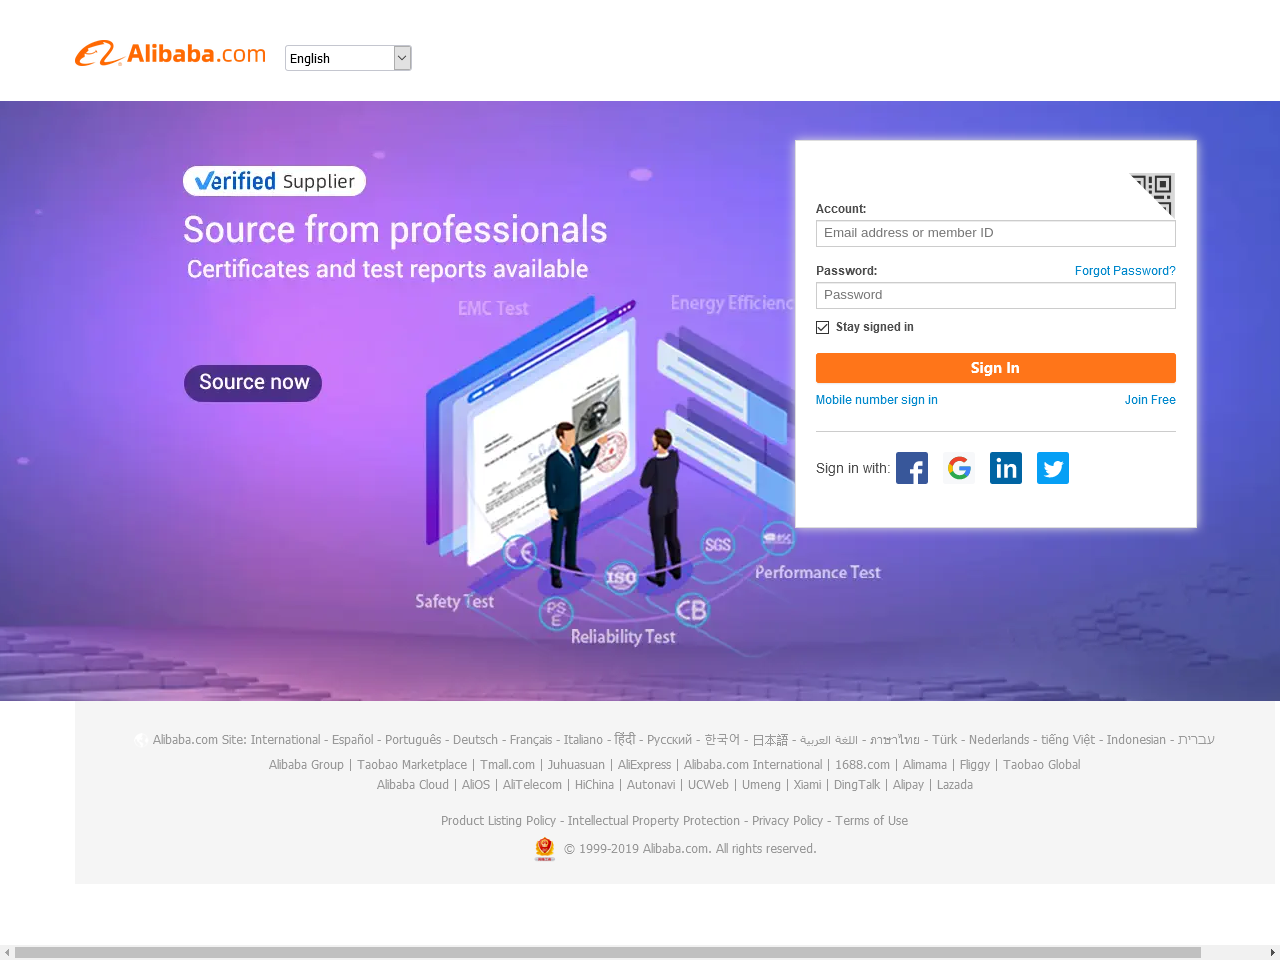 Alibaba.com
English
Verified Supplier
Source from professionals
Certificates and test reports available
EMC Test
Energy Efficienc
Source now
SGS
ISO
PS
E
CB
Safety Test
Performance Test
Reliability Test
Account:
Email address or member ID
Password:
Forgot Password?
Password
Stay signed in
Sign In
Mobile number sign in
Join Free
Sign in with:
Alibaba.com Site: International - Español - Português - Deutsch - Français - Italiano - हिंदी - Pусский - 한국어 - 日本語 - اللغة العربية - ภาษาไทย - Türk - Nederlands - tiếng Việt - Indonesian - עברית
Alibaba Group | Taobao Marketplace | Tmall.com | Juhuasuan | AliExpress | Alibaba.com International | 1688.com | Alimama | Fliggy | Taobao Global
Alibaba Cloud | AliOS | AliTelecom | HiChina | Autonavi | UCWeb | Umeng | Xiami | DingTalk | Alipay | Lazada
Product Listing Policy - Intellectual Property Protection - Privacy Policy - Terms of Use
© 1999-2019 Alibaba.com. All rights reserved.